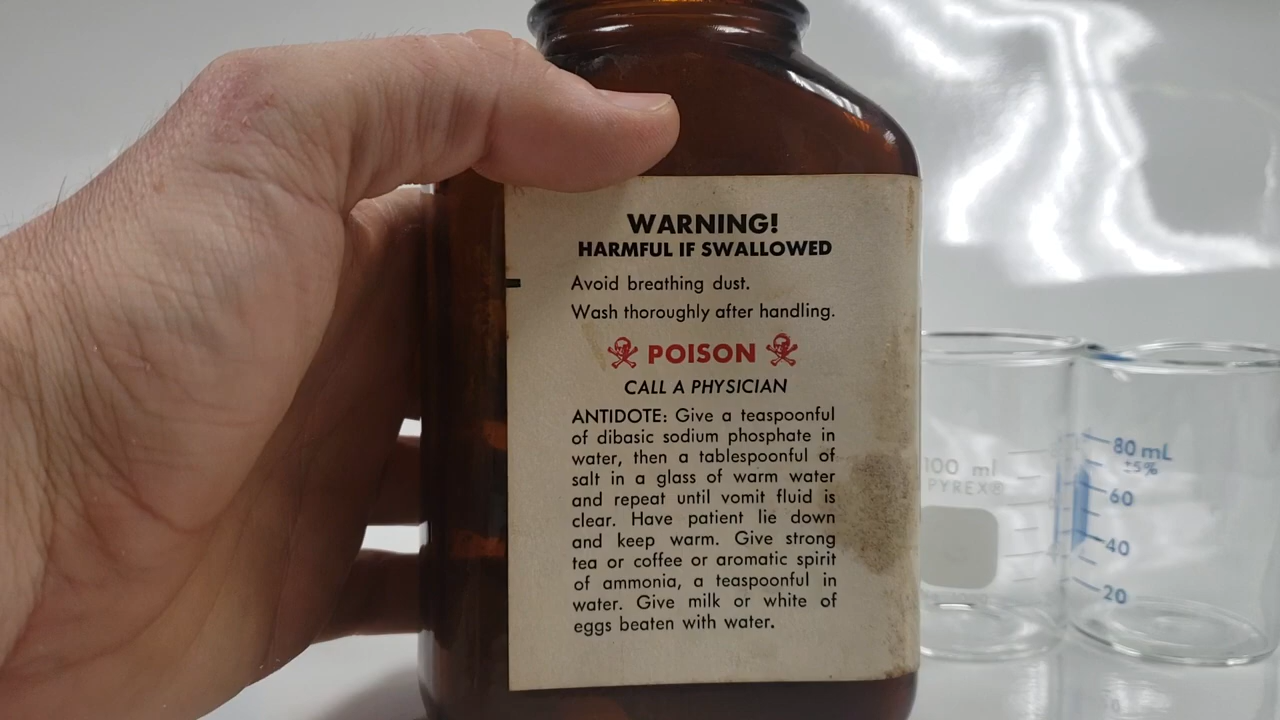 WARNING!
HARMFUL IF SWALLOWED
Avoid breathing dust.
Wash thoroughly after handling.
POISON
CALL A PHYSICIAN
ANTIDOTE: Give a teaspoonful
of dibasic sodium phosphate in
water, then a tablespoonful of
salt in a glass of warm water
and repeat until vomit fluid is
clear. Have patient lie down
and keep warm. Give strong
tea or coffee or aromatic spirit
of ammonia, a teaspoonful in
water. Give milk or white of
eggs beaten with water.
100 ml
PYREX®
80 mL
±5%
60
40
20